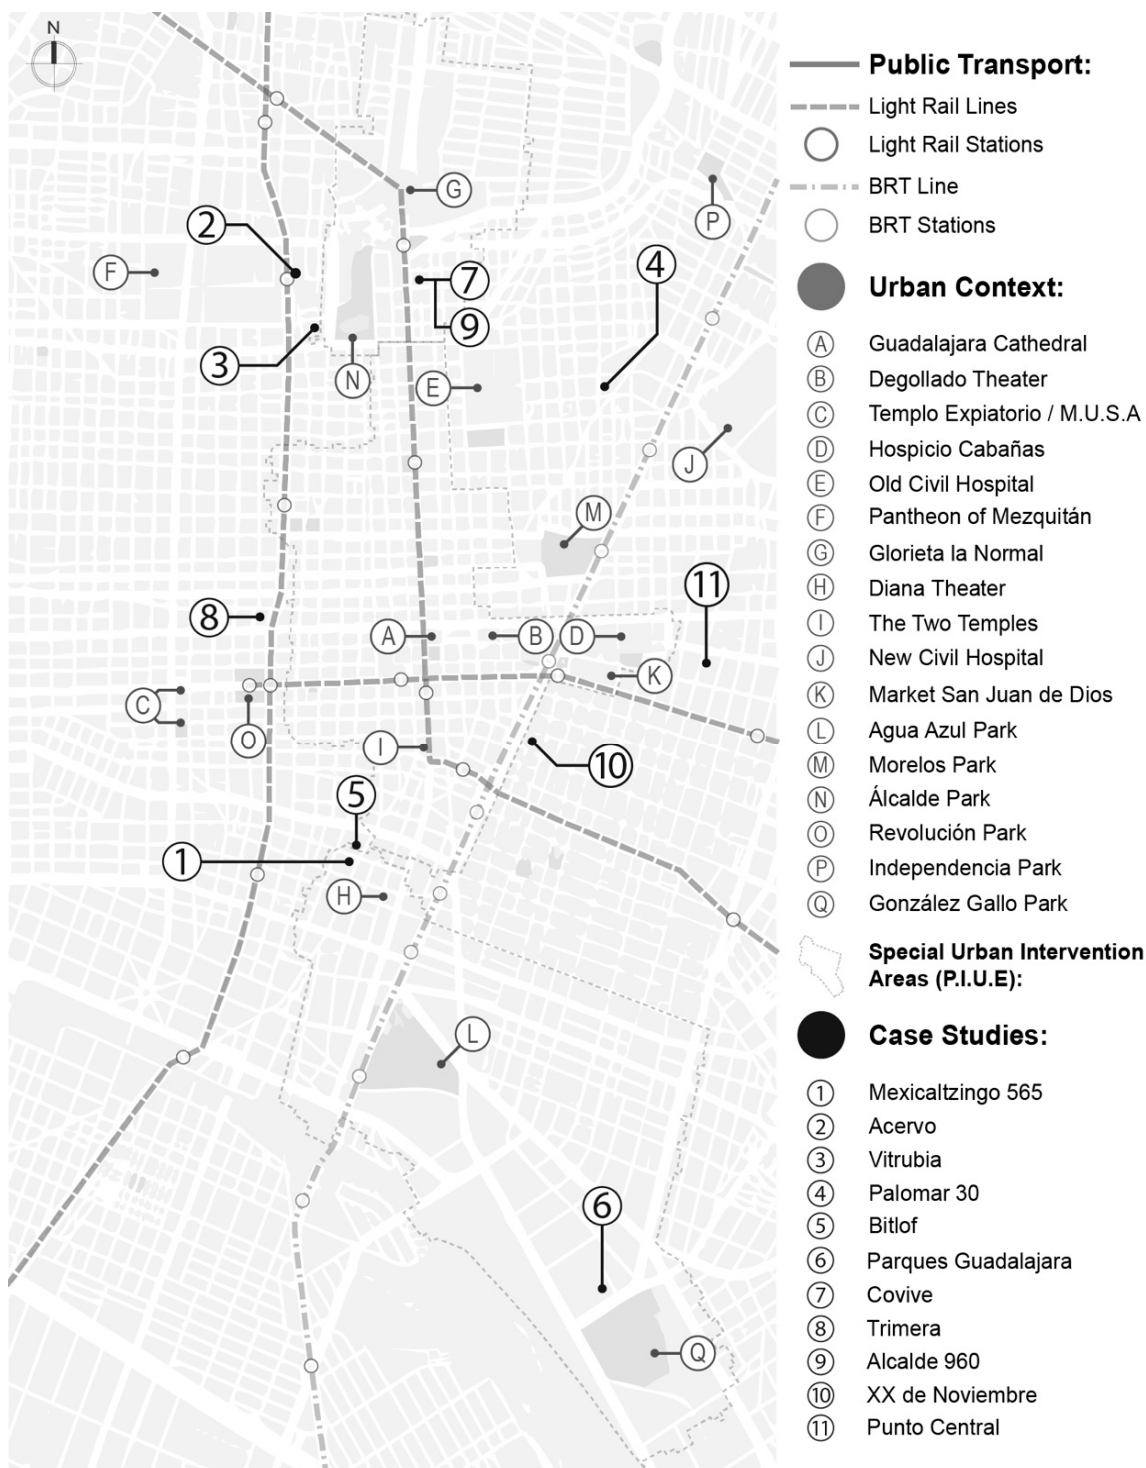 N
G
P
2
F
4
7
9
3
N
E
J
M
11
8
A
B
D
K
C
O
I
10
5
1
H
L
6
Q
Public Transport:
Light Rail Lines
Light Rail Stations
BRT Line
BRT Stations
Urban Context:
A Guadalajara Cathedral
B Degollado Theater
C Templo Expiatorio / M.U.S.A
D Hospicio Cabañas
E Old Civil Hospital
F Pantheon of Mezquitán
G Glorieta la Normal
H Diana Theater
I The Two Temples
J New Civil Hospital
K Market San Juan de Dios
L Agua Azul Park
M Morelos Park
N Álcalde Park
O Revolución Park
P Independencia Park
Q González Gallo Park
Special Urban Intervention
Areas (P.I.U.E):
Case Studies:
1 Mexicaltzingo 565
2 Acervo
3 Vitrubia
4 Palomar 30
5 Bitlof
6 Parques Guadalajara
7 Covive
8 Trimera
9 Alcalde 960
10 XX de Noviembre
11 Punto Central